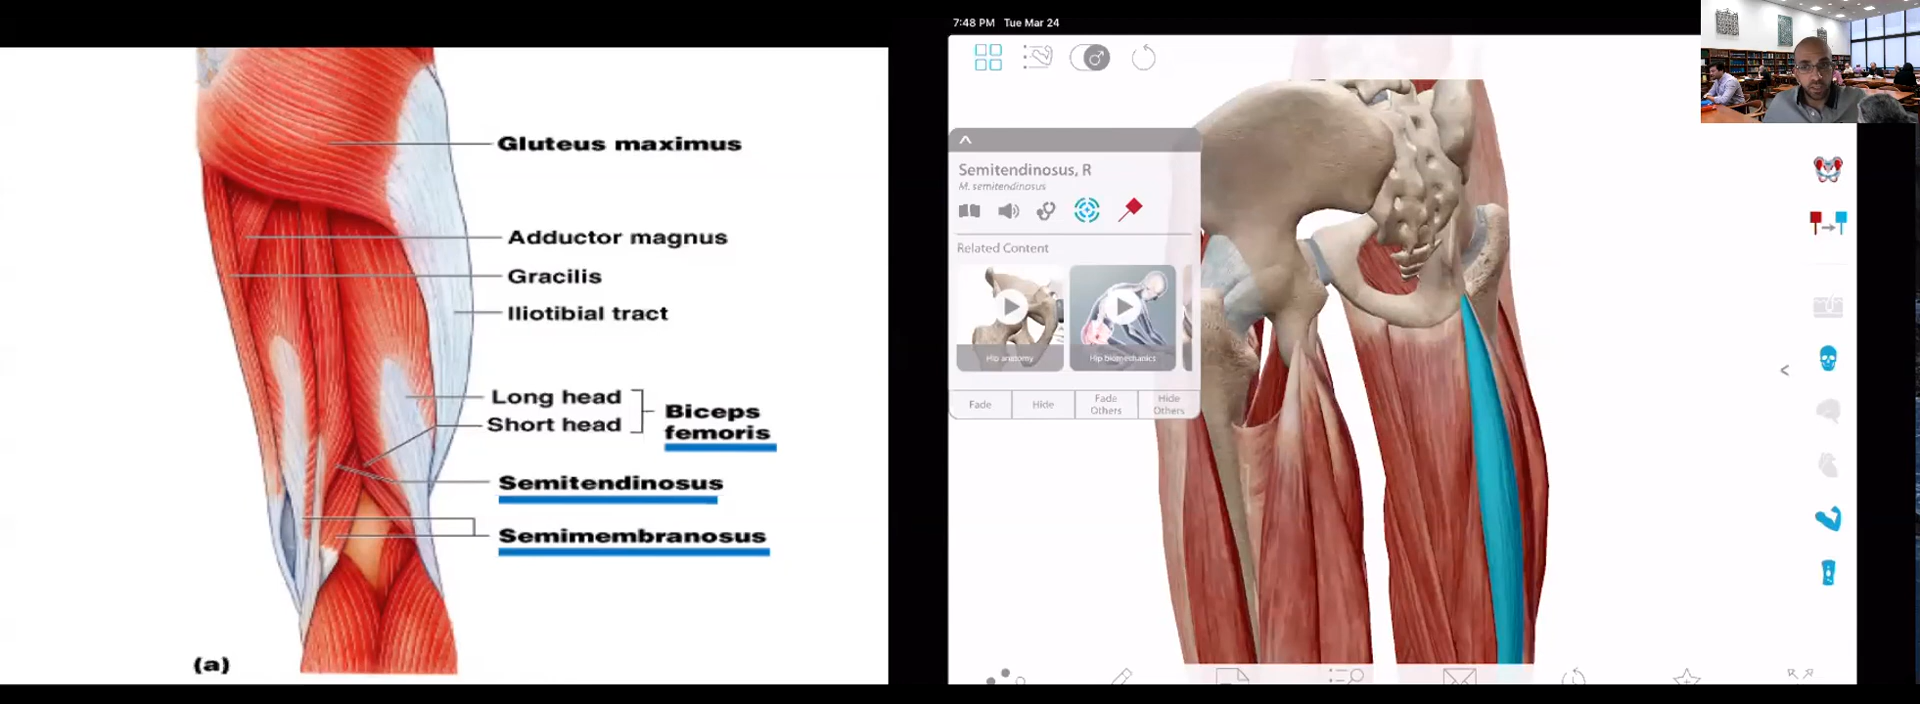 Gluteus maximus
Adductor magnus
Gracilis
Iliotibial tract
Long head
Short head
Biceps
femoris
Semitendinosus
Semimembranosus
(a)
7:48 PM Tue Mar 24
Semitendinosus, R
M. semitendinosus
Related Content
Hip anatomy
Hip biomechanics
Fade
Hide
Fade
Others
Hide
Others